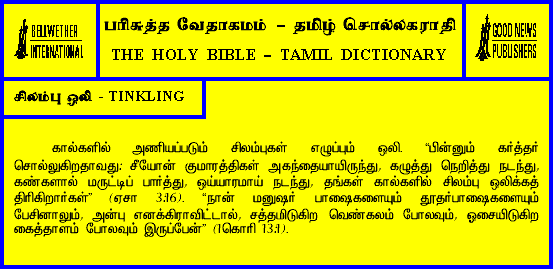 BELLWETHER
INTERNATIONAL
பரிசுத்த வேதாகமம் – தமிழ் சொல்லகராதி
THE HOLY BIBLE – TAMIL DICTIONARY
GOOD NEWS
PUBLISHERS
சிலம்பு ஒலி - TINKLING
கால்களில் அணியப்படும் சிலம்புகள் எழுப்பும் ஒலி. “பின்னும் கர்த்தர்
சொல்லுகிறதாவது: சீயோன் குமாரத்திகள் அகந்தையாயிருந்து, கழுத்து நெறித்து நடந்து,
கண்களால் மருட்டிப் பார்த்து, ஒய்யாரமாய் நடந்து, தங்கள் கால்களில் சிலம்பு ஒலிக்கத்
திரிகிறார்கள்” (ஏசா 3:16). “நான் மனுஷர் பாஷைகளையும் தூதர்பாஷைகளையும்
பேசினாலும், அன்பு எனக்கிராவிட்டால், சத்தமிடுகிற வெண்கலம் போலவும், ஓசையிடுகிற
கைத்தாளம் போலவும் இருப்பேன்” (1கொரி 13:1).